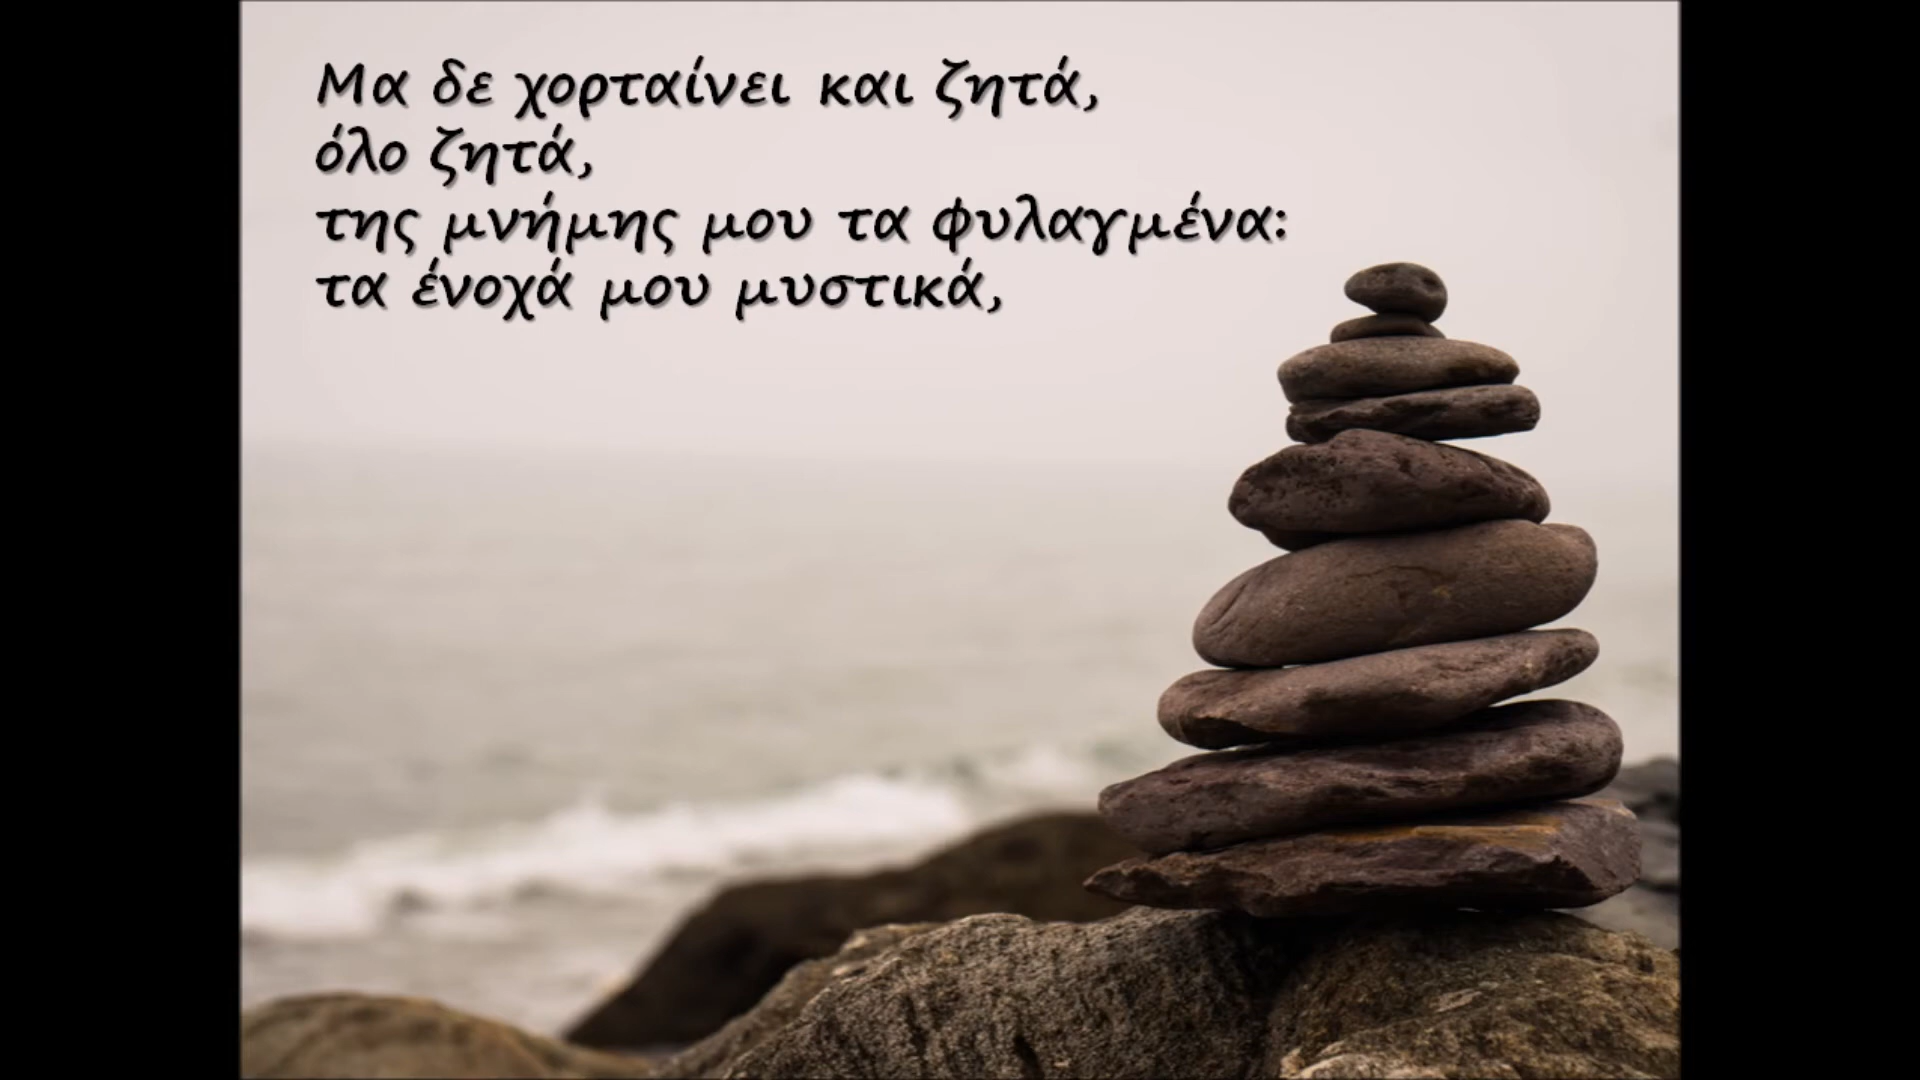 Μα δε χορταίνει και ζητά,
όλο ζητά,
της μνήμης μου τα φυλαγμένα:
τα ένοχά μου μυστικά,